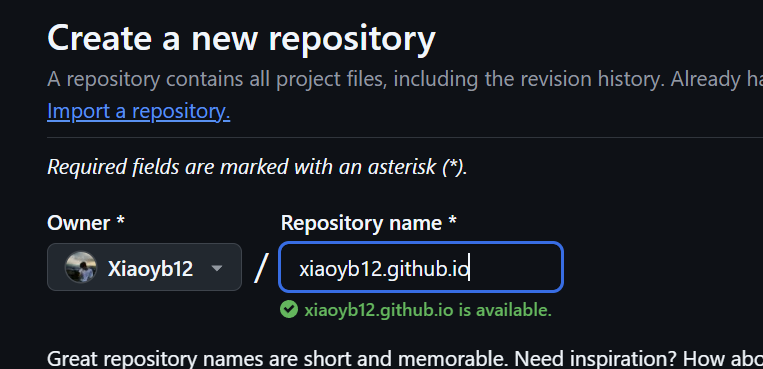 Create a new repository
A repository contains all project files, including the revision history. Already
Import a repository.
Required fields are marked with an asterisk (*).
Owner * Repository name *
Xiaoyb12 / xiaoyb12.github.io
xiaoyb12.github.io is available.
Great repository names are short and memorable. Need inspiration? How